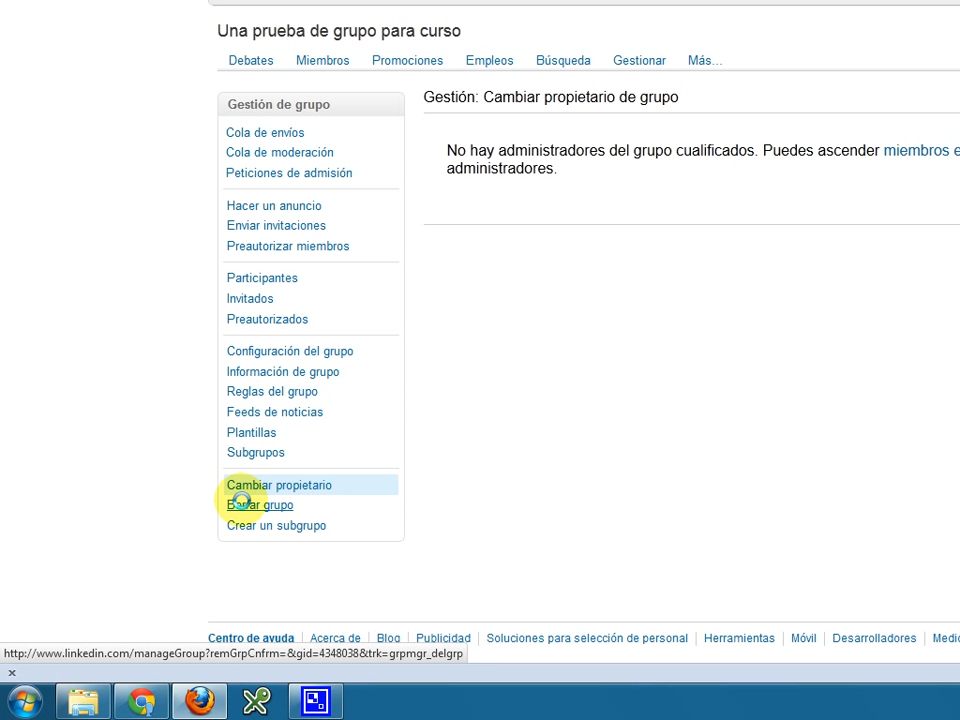 Una prueba de grupo para curso
Debates Miembros Promociones Empleos Búsqueda Gestionar Más...
Gestión de grupo
Cola de envíos
Cola de moderación
Peticiones de admisión
Hacer un anuncio
Enviar invitaciones
Preautorizar miembros
Participantes
Invitados
Preautorizados
Configuración del grupo
Información de grupo
Reglas del grupo
Feeds de noticias
Plantillas
Subgrupos
Cambiar propietario
Borrar grupo
Crear un subgrupo
Gestión: Cambiar propietario de grupo
No hay administradores del grupo cualificados. Puedes ascender miembros e
administradores.
Centro de ayuda Acerca de Blog Publicidad Soluciones para selección de personal Herramientas Móvil Desarrolladores Medi
http://www.linkedin.com/manageGroup?remGrpCnfrm=&gid=4348038&trk=grpmgr_delgrp